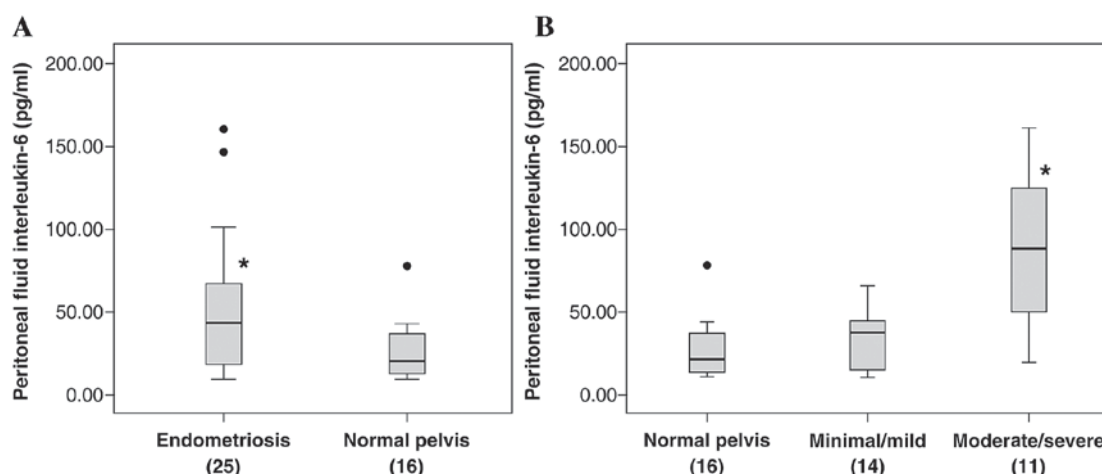 A
Peritoneal fluid interleukin-6 (pg/ml)
200.00
150.00
100.00
50.00
0.00
*
Endometriosis
(25)
Normal pelvis
(16)
B
Peritoneal fluid interleukin-6 (pg/ml)
200.00
150.00
100.00
50.00
0.00
*
Normal pelvis
(16)
Minimal/mild
(14)
Moderate/severe
(11)